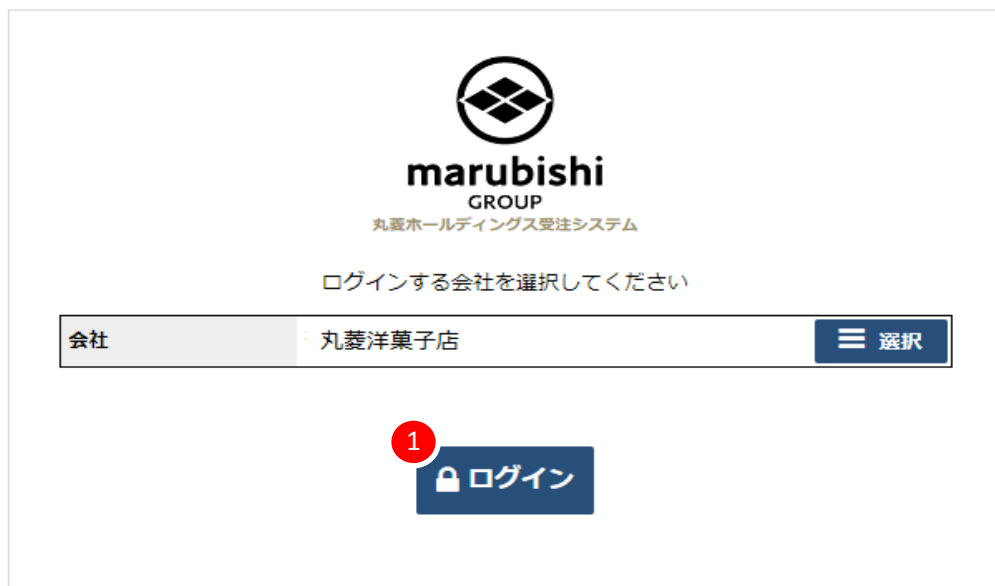 marubishi
GROUP
丸菱ホールディングス受注システム
ログインする会社を選択してください
会社 丸菱洋菓子店 選択
1
ログイン